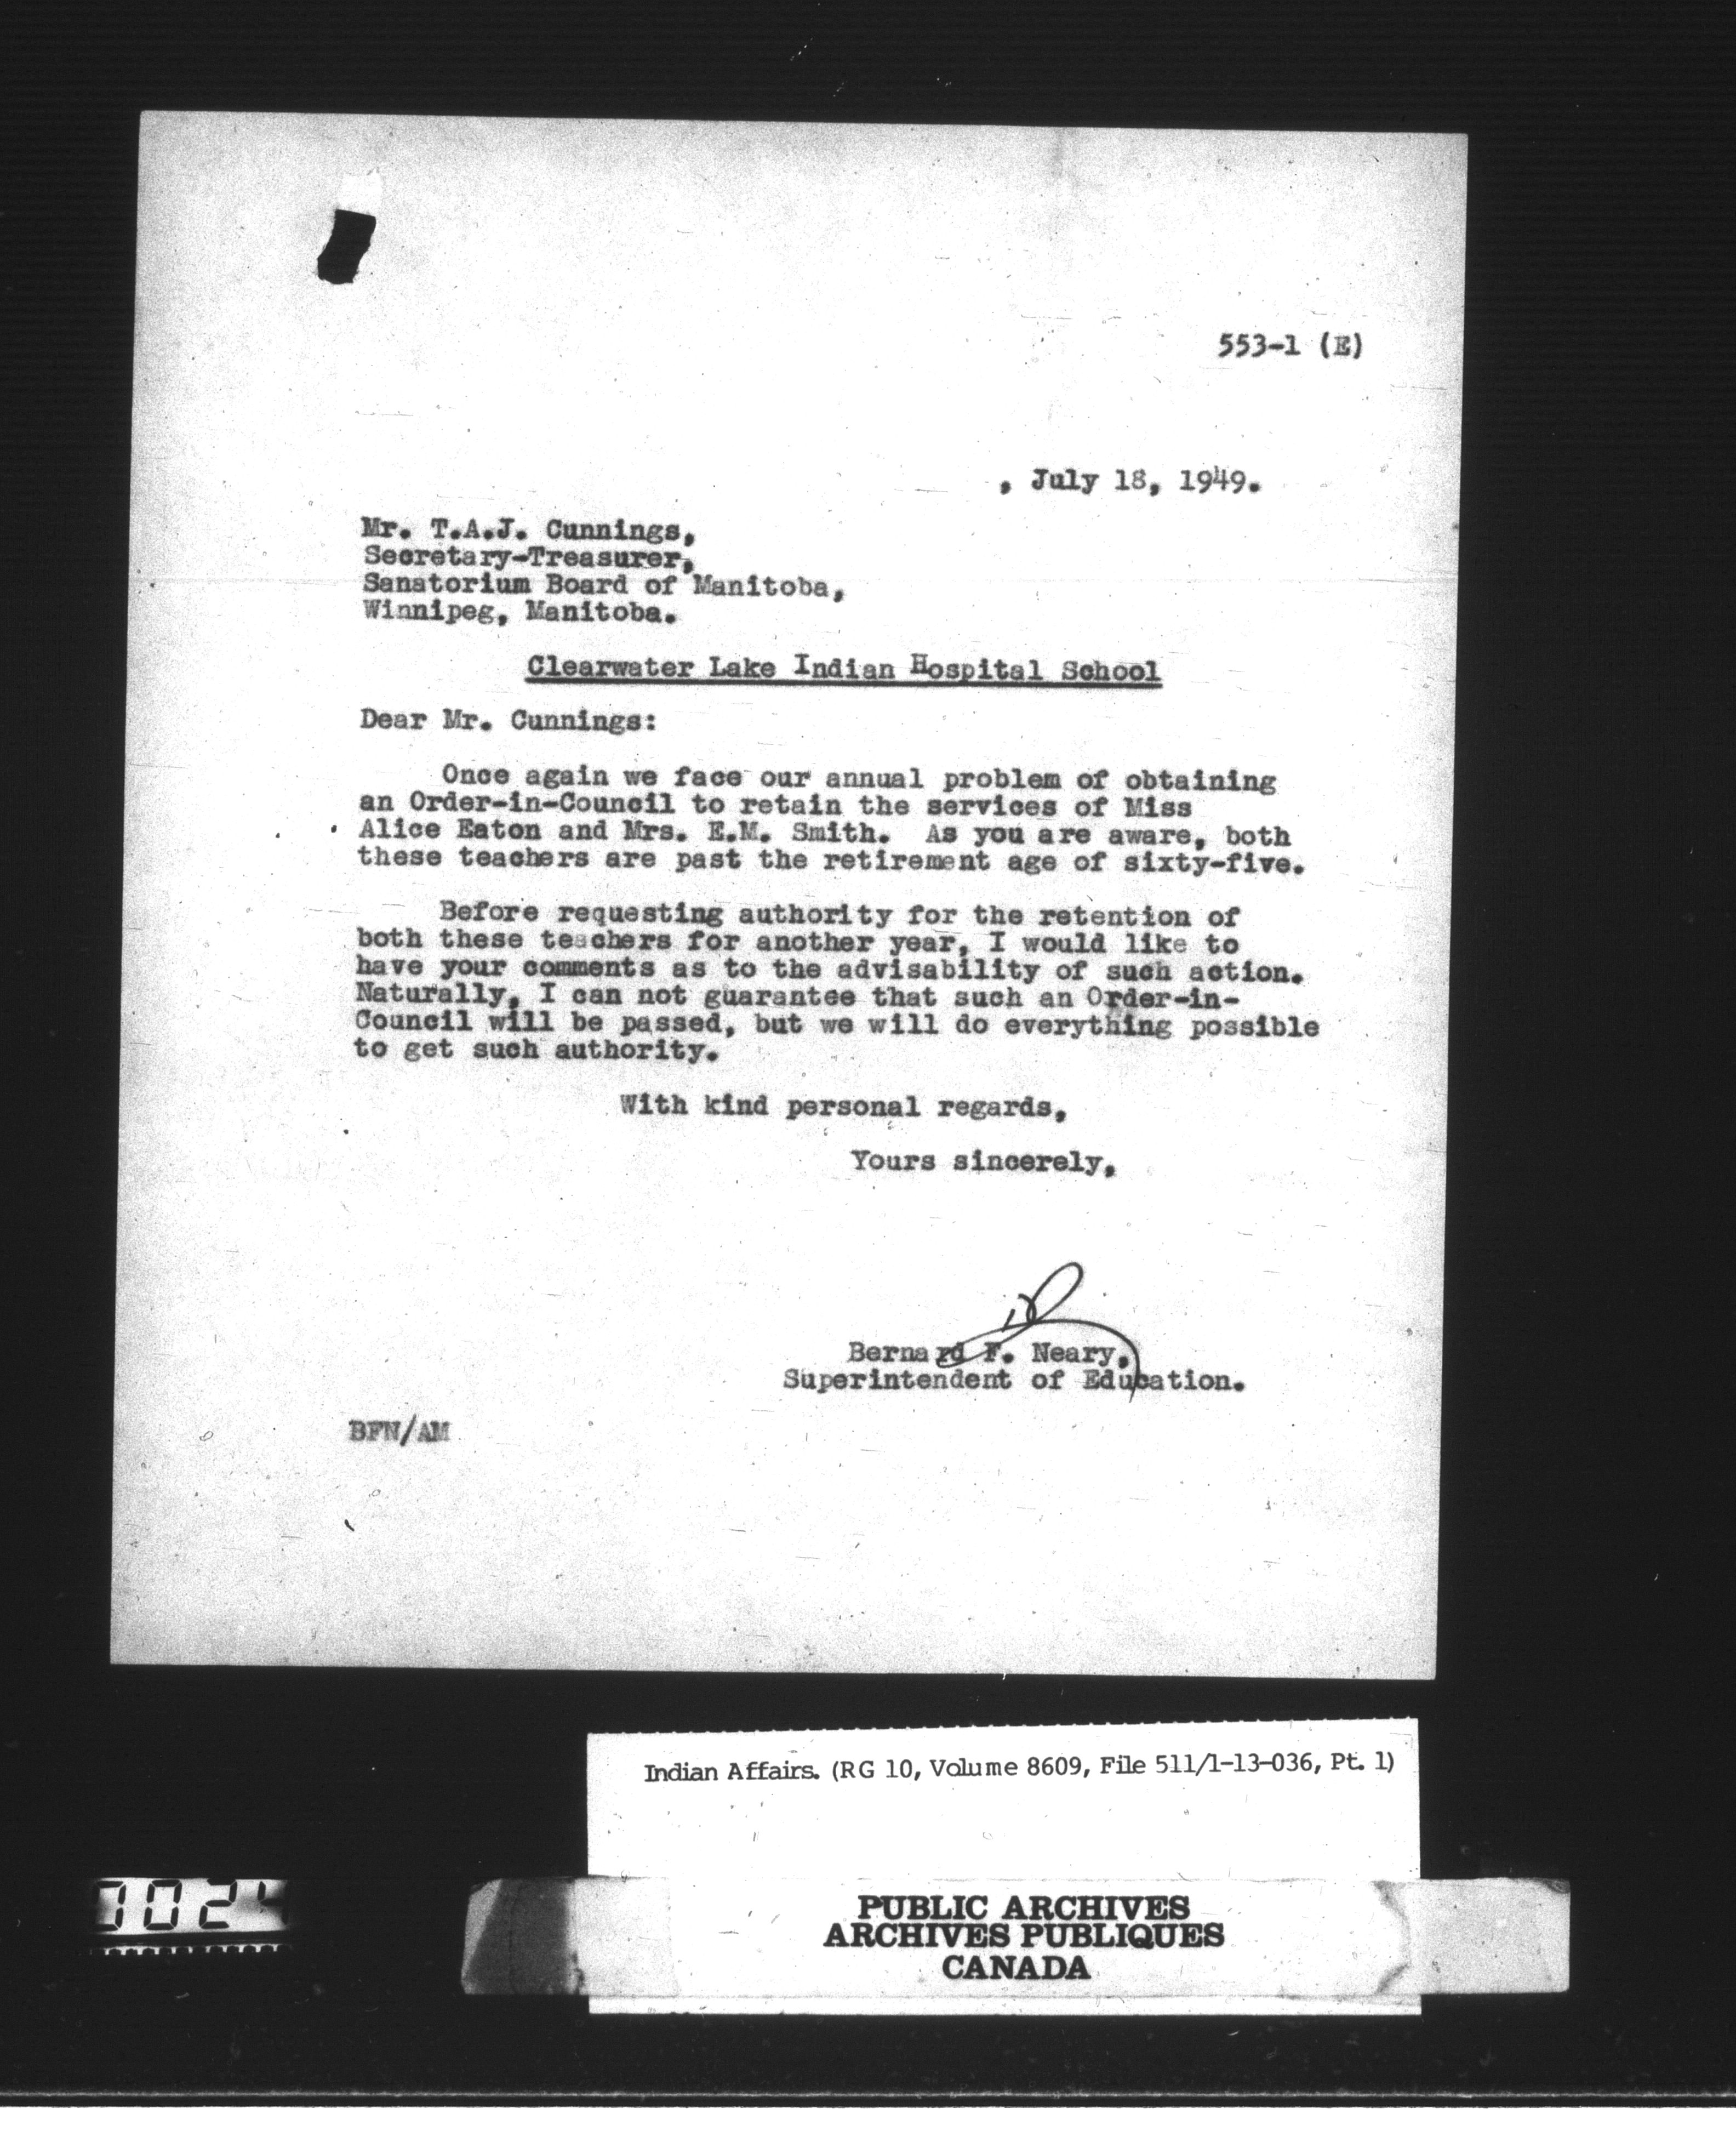 553-1 (E)
, July 18, 1949.
Mr. T.A.J. Cunnings,
Secretary-Treasurer,
Sanatorium Board of Manitoba,
Winnipeg, Manitoba.
Clearwater Lake Indian Hospital School
Dear Mr. Cunnings:
Once again we face our annual problem of obtaining
an Order-in-Council to retain the services of Miss
Alice Eaton and Mrs. E.M. Smith. As you are aware, both
these teachers are past the retirement age of sixty-five.
Before requesting authority for the retention of
both these teachers for another year, I would like to
have your comments as to the advisability of such action.
Naturally, I can not guarantee that such an Order-in-
Council will be passed, but we will do everything possible
to get such authority.
With kind personal regards,
Yours sincerely,
Bernard F. Neary,
Superintendent of Education.
BFN/AM
Indian Affairs. (RG 10, Volume 8609, File 511/1-13-036, Pt. 1)
PUBLIC ARCHIVES
ARCHIVES PUBLIQUES
CANADA